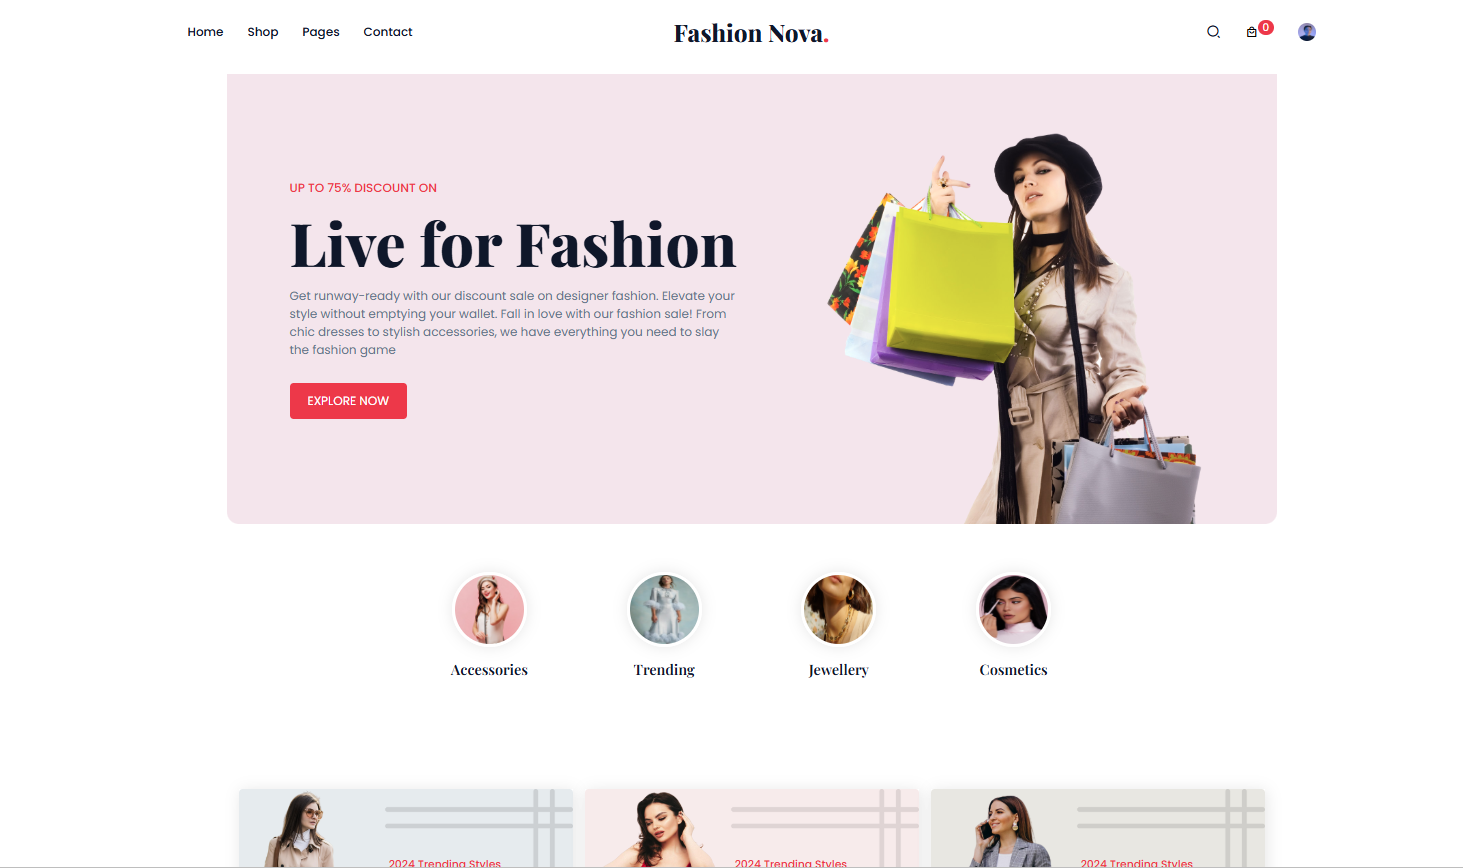 Home Shop Pages Contact
Fashion Nova.
0
UP TO 75% DISCOUNT ON
Live for Fashion
Get runway-ready with our discount sale on designer fashion. Elevate your
style without emptying your wallet. Fall in love with our fashion sale! From
chic dresses to stylish accessories, we have everything you need to slay
the fashion game
EXPLORE NOW
Accessories
Trending
Jewellery
Cosmetics
2024 Trending Styles
2024 Trending Styles
2024 Trending Styles